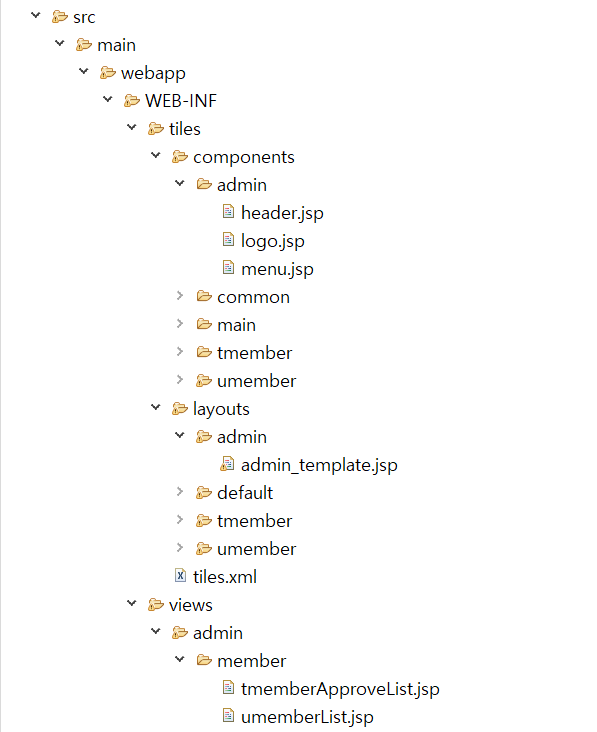 src
main
webapp
WEB-INF
tiles
components
admin
header.jsp
logo.jsp
menu.jsp
common
main
tmember
umember
layouts
admin
admin_template.jsp
default
tmember
umember
tiles.xml
views
admin
member
tmemberApproveList.jsp
umemberList.jsp